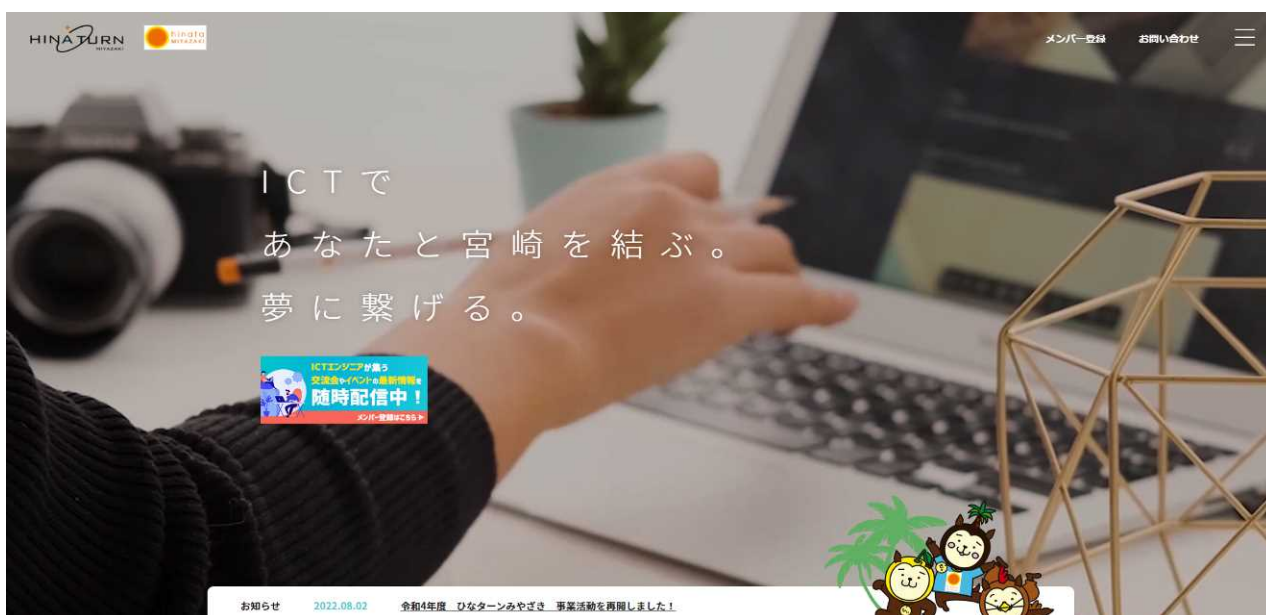 HINATURN
MIYAZAKI
hinata
MIYAZAKI
メンバー登録
お問い合わせ
ICTで
あなたと宮崎を結ぶ。
夢に繋げる。
ICTエンジニアが集う
交流会やイベントの最新情報を
随時配信中！
メンバー登録はこちら
お知らせ 2022.08.02 令和4年度 ひなターンみやざき 事業活動を再開しました！